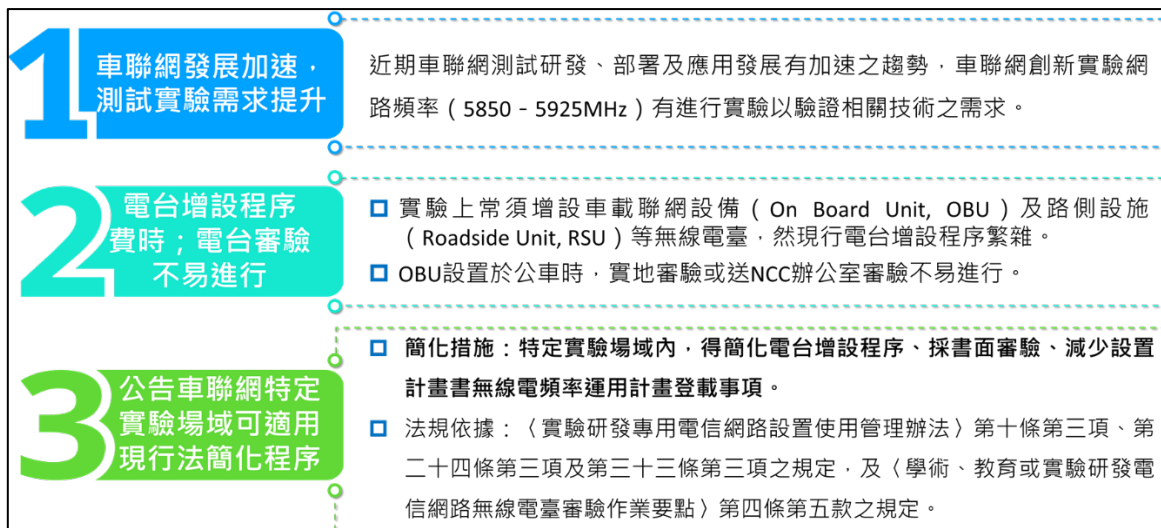 1
車聯網發展加速，
測試實驗需求提升
近期車聯網測試研發、部署及應用發展有加速之趨勢，車聯網創新實驗網
路頻率（5850－5925MHz）有進行實驗以驗證相關技術之需求。
2
電台增設程序
費時；電台審驗
不易進行
實驗上常須增設車載聯網設備（On Board Unit, OBU）及路側設施
（Roadside Unit, RSU）等無線電臺，然現行電台增設程序繁雜。
OBU設置於公車時，實地審驗或送NCC辦公室審驗不易進行。
3
公告車聯網特定
實驗場域可適用
現行法簡化程序
簡化措施：特定實驗場域內，得簡化電台增設程序、採書面審驗、減少設置
計畫書無線電頻率運用計畫登載事項。
法規依據：〈實驗研發專用電信網路設置使用管理辦法〉第十條第三項、第
二十四條第三項及第三十三條第三項之規定，及〈學術、教育或實驗研發電
信網路無線電臺審驗作業要點〉第四條第五款之規定。